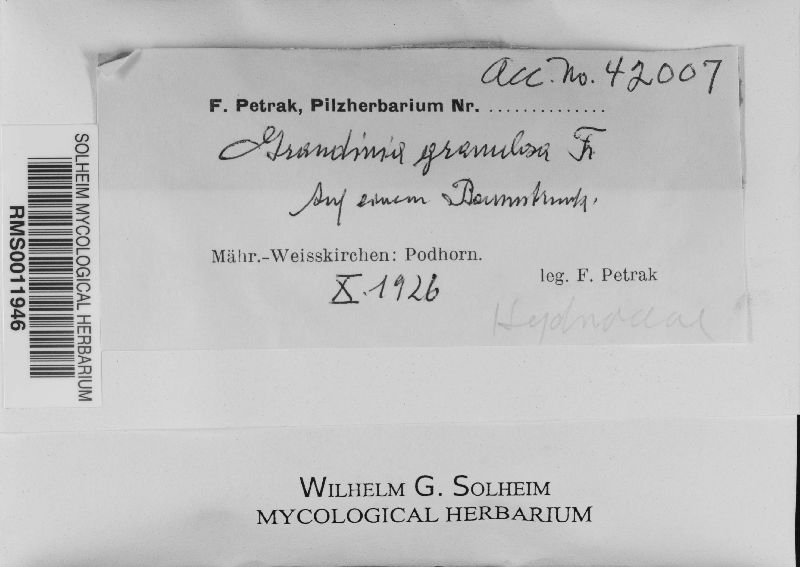 Acc. No. 42007
F. Petrak, Pilzherbarium Nr. ..............
Grandinia granulosa Fr
Auf einem Baumstrunk.
Mähr.-Weisskirchen: Podhorn.
X. 1926
leg. F. Petrak
Hydnaceae
SOLHEIM MYCOLOGICAL HERBARIUM
RMS0011946
WILHELM G. SOLHEIM
MYCOLOGICAL HERBARIUM